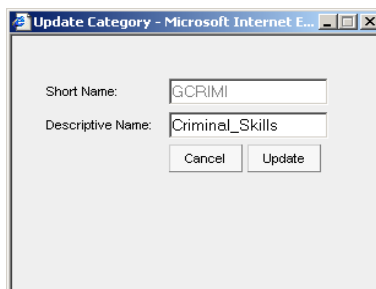 Update Category - Microsoft Internet E...
Short Name: GCRIMI
Descriptive Name: Criminal_Skills
Cancel Update